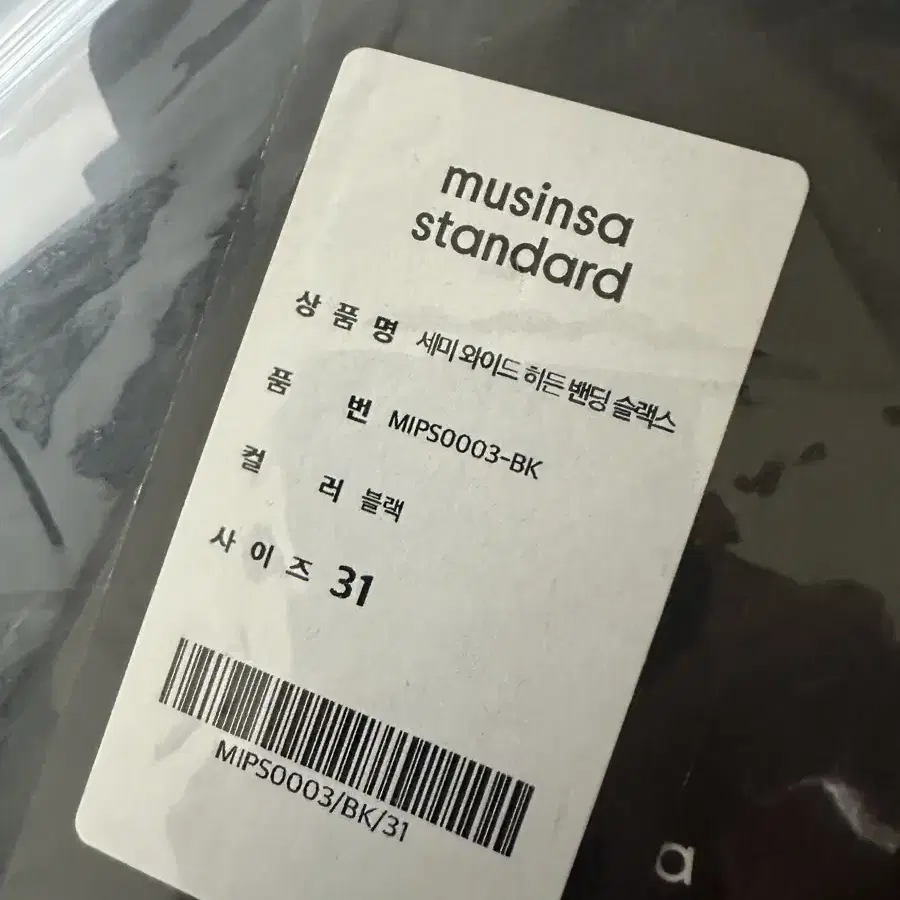 musinsa
standard
상품명 세미 와이드 히든 밴딩 슬랙스
품번 MIPS0003-BK
컬러 블랙
사이즈 31
MIPS0003/BK/31
a